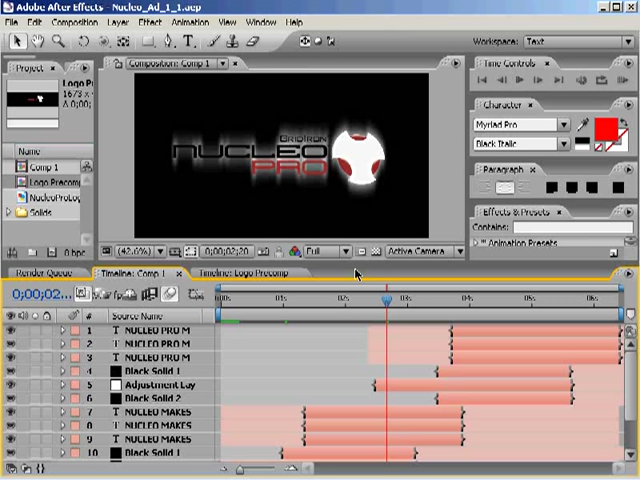 Adobe After Effects - Nucleo_Ad_1_1.aep
File Edit Composition Layer Effect Animation View Window Help
Workspace: Text
Project
Composition: Comp 1
Time Controls
Logo P
1673 x
Δ 0;00;
Character
Myriad Pro
Black Italic
GRIDIRON
NUCLEO
PRO
Name
Comp 1
Logo Precomp
NucleoProLog
Solids
Paragraph
Effects & Presets
Contains:
* Animation Presets
0 bpc
(42.6%)
0;00;02;20
Full
Active Camera
Render Queue
Timeline: Comp 1
Timeline: Logo Precomp
0;00;02...
:00s 01s 02s 03s 04s 05s 06s
# Source Name
1 T NUCLEO PRO M
2 T NUCLEO PRO M
3 T NUCLEO PRO M
4 Black Solid 1
5 Adjustment Lay
6 Black Solid 2
7 T NUCLEO MAKES
8 T NUCLEO MAKES
9 T NUCLEO MAKES
10 Black Solid 1